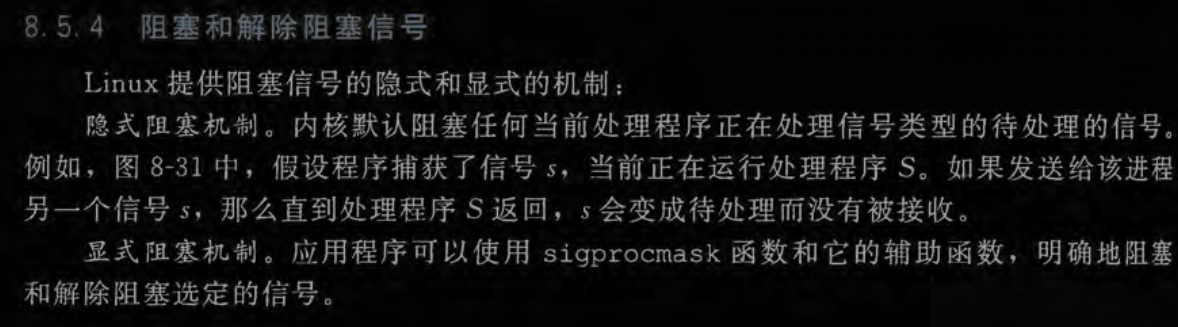 8.5.4 阻塞和解除阻塞信号
Linux 提供阻塞信号的隐式和显式的机制：
隐式阻塞机制。内核默认阻塞任何当前处理程序正在处理信号类型的待处理的信号。
例如，图 8-31 中，假设程序捕获了信号 s，当前正在运行处理程序 S。如果发送给该进程
另一个信号 s，那么直到处理程序 S 返回，s 会变成待处理而没有被接收。
显式阻塞机制。应用程序可以使用 sigprocmask 函数和它的辅助函数，明确地阻塞
和解除阻塞选定的信号。